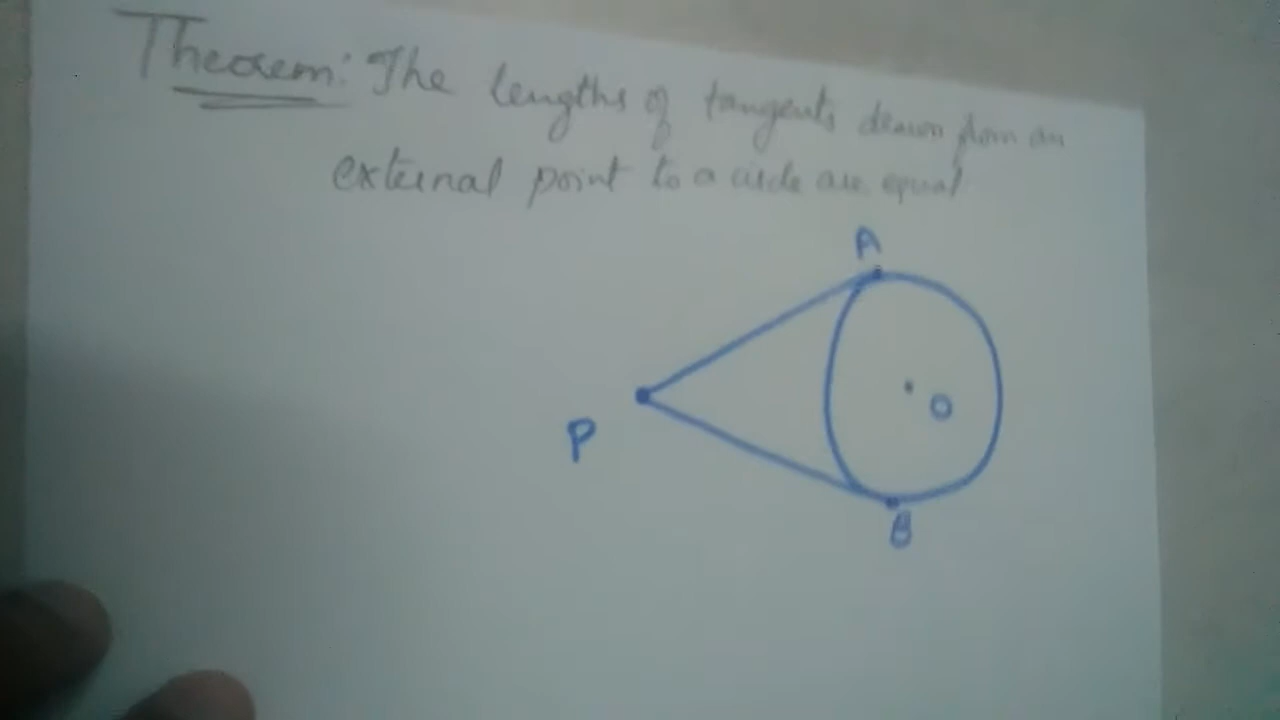 Theorem: The lengths of tangents drawn from an
external point to a circle are equal
A
P
O
B